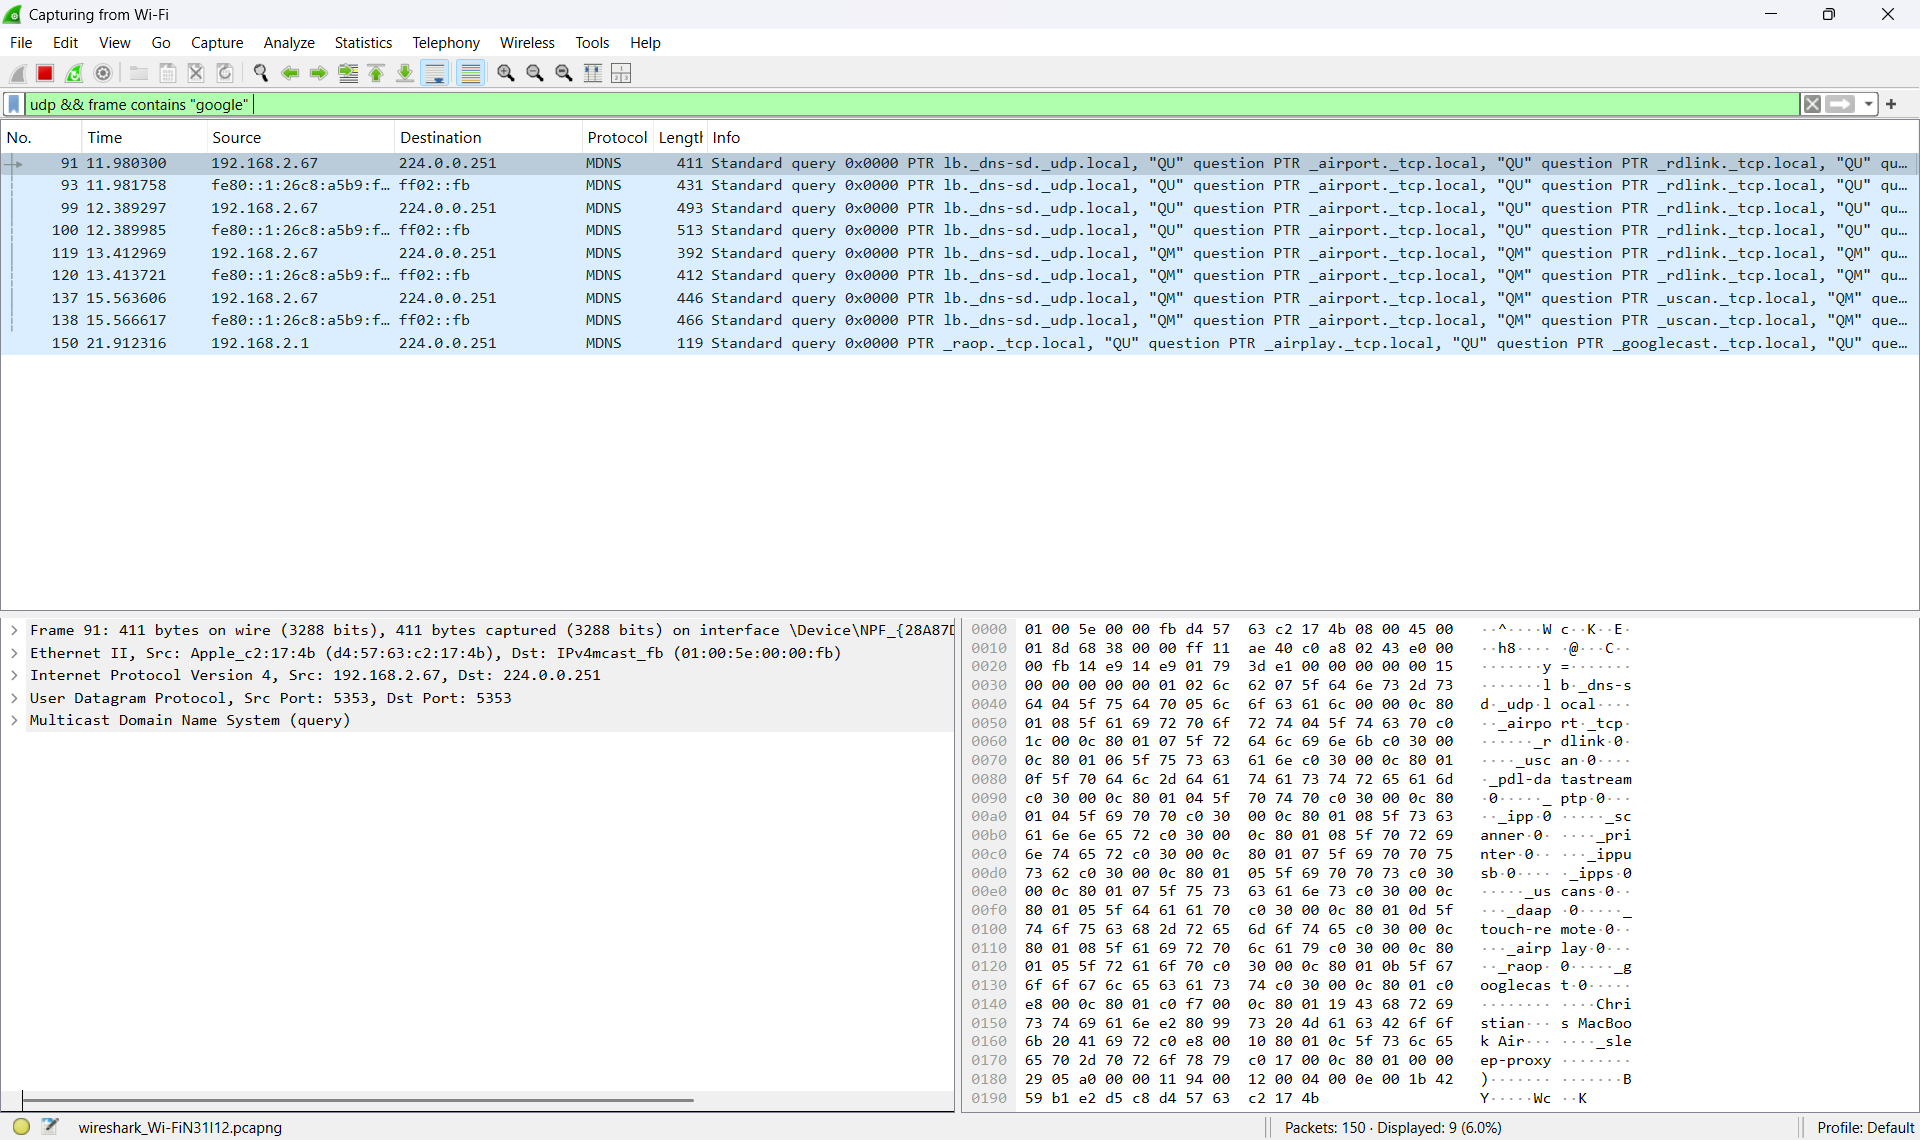 Capturing from Wi-Fi
File Edit View Go Capture Analyze Statistics Telephony Wireless Tools Help
udp && frame contains "google"
No. Time Source Destination Protocol Length Info
91 11.980300 192.168.2.67 224.0.0.251 MDNS 411 Standard query 0x0000 PTR lb._dns-sd._udp.local, "QU" question PTR _airport._tcp.local, "QU" question PTR _rdlink._tcp.local, "QU" qu…
93 11.981758 fe80::1:26c8:a5b9:f… ff02::fb MDNS 431 Standard query 0x0000 PTR lb._dns-sd._udp.local, "QU" question PTR _airport._tcp.local, "QU" question PTR _rdlink._tcp.local, "QU" qu…
99 12.389297 192.168.2.67 224.0.0.251 MDNS 493 Standard query 0x0000 PTR lb._dns-sd._udp.local, "QU" question PTR _airport._tcp.local, "QU" question PTR _rdlink._tcp.local, "QU" qu…
100 12.389985 fe80::1:26c8:a5b9:f… ff02::fb MDNS 513 Standard query 0x0000 PTR lb._dns-sd._udp.local, "QU" question PTR _airport._tcp.local, "QU" question PTR _rdlink._tcp.local, "QU" qu…
119 13.412969 192.168.2.67 224.0.0.251 MDNS 392 Standard query 0x0000 PTR lb._dns-sd._udp.local, "QM" question PTR _airport._tcp.local, "QM" question PTR _rdlink._tcp.local, "QM" qu…
120 13.413721 fe80::1:26c8:a5b9:f… ff02::fb MDNS 412 Standard query 0x0000 PTR lb._dns-sd._udp.local, "QM" question PTR _airport._tcp.local, "QM" question PTR _rdlink._tcp.local, "QM" qu…
137 15.563606 192.168.2.67 224.0.0.251 MDNS 446 Standard query 0x0000 PTR lb._dns-sd._udp.local, "QM" question PTR _airport._tcp.local, "QM" question PTR _uscan._tcp.local, "QM" que…
138 15.566617 fe80::1:26c8:a5b9:f… ff02::fb MDNS 466 Standard query 0x0000 PTR lb._dns-sd._udp.local, "QM" question PTR _airport._tcp.local, "QM" question PTR _uscan._tcp.local, "QM" que…
150 21.912316 192.168.2.1 224.0.0.251 MDNS 119 Standard query 0x0000 PTR _raop._tcp.local, "QU" question PTR _airplay._tcp.local, "QU" question PTR _googlecast._tcp.local, "QU" que…
Frame 91: 411 bytes on wire (3288 bits), 411 bytes captured (3288 bits) on interface \Device\NPF_{28A87D
Ethernet II, Src: Apple_c2:17:4b (d4:57:63:c2:17:4b), Dst: IPv4mcast_fb (01:00:5e:00:00:fb)
Internet Protocol Version 4, Src: 192.168.2.67, Dst: 224.0.0.251
User Datagram Protocol, Src Port: 5353, Dst Port: 5353
Multicast Domain Name System (query)
0000 01 00 5e 00 00 fb d4 57 63 c2 17 4b 08 00 45 00 ··^····W c··K··E·
0010 01 8d 68 38 00 00 ff 11 ae 40 c0 a8 02 43 e0 00 ··h8···· ·@···C··
0020 00 fb 14 e9 14 e9 01 79 3d e1 00 00 00 00 00 15 ·······y =·······
0030 00 00 00 00 00 01 02 6c 62 07 5f 64 6e 73 2d 73 ·······l b·_dns-s
0040 64 04 5f 75 64 70 05 6c 6f 63 61 6c 00 00 0c 80 d·_udp·l ocal····
0050 01 08 5f 61 69 72 70 6f 72 74 04 5f 74 63 70 c0 ··_airpo rt·_tcp·
0060 1c 00 0c 80 01 07 5f 72 64 6c 69 6e 6b c0 30 00 ······_r dlink·0·
0070 0c 80 01 06 5f 75 73 63 61 6e c0 30 00 0c 80 01 ····_usc an·0····
0080 0f 5f 70 64 6c 2d 64 61 74 61 73 74 72 65 61 6d ·_pdl-da tastream
0090 c0 30 00 0c 80 01 04 5f 70 74 70 c0 30 00 0c 80 ·0·····_ ptp·0···
00a0 01 04 5f 69 70 70 c0 30 00 0c 80 01 08 5f 73 63 ··_ipp·0 ·····_sc
00b0 61 6e 6e 65 72 c0 30 00 0c 80 01 08 5f 70 72 69 anner·0· ····_pri
00c0 6e 74 65 72 c0 30 00 0c 80 01 07 5f 69 70 70 75 nter·0·· ···_ippu
00d0 73 62 c0 30 00 0c 80 01 05 5f 69 70 70 73 c0 30 sb·0···· ·_ipps·0
00e0 00 0c 80 01 07 5f 75 73 63 61 6e 73 c0 30 00 0c ·····_us cans·0··
00f0 80 01 05 5f 64 61 61 70 c0 30 00 0c 80 01 0d 5f ···_daap ·0·····_
0100 74 6f 75 63 68 2d 72 65 6d 6f 74 65 c0 30 00 0c touch-re mote·0··
0110 80 01 08 5f 61 69 72 70 6c 61 79 c0 30 00 0c 80 ···_airp lay·0···
0120 01 05 5f 72 61 6f 70 c0 30 00 0c 80 01 0b 5f 67 ··_raop· 0·····_g
0130 6f 6f 67 6c 65 63 61 73 74 c0 30 00 0c 80 01 c0 ooglecas t·0·····
0140 e8 00 0c 80 01 c0 f7 00 0c 80 01 19 43 68 72 69 ········ ····Chri
0150 73 74 69 61 6e e2 80 99 73 20 4d 61 63 42 6f 6f stian··· s MacBoo
0160 6b 20 41 69 72 c0 e8 00 10 80 01 0c 5f 73 6c 65 k Air··· ····_sle
0170 65 70 2d 70 72 6f 78 79 c0 17 00 0c 80 01 00 00 ep-proxy ········
0180 29 05 a0 00 00 11 94 00 12 00 04 00 0e 00 1b 42 )······· ·······B
0190 59 b1 e2 d5 c8 d4 57 63 c2 17 4b Y·····Wc ··K
wireshark_Wi-FiN31I12.pcapng Packets: 150 · Displayed: 9 (6.0%) Profile: Default